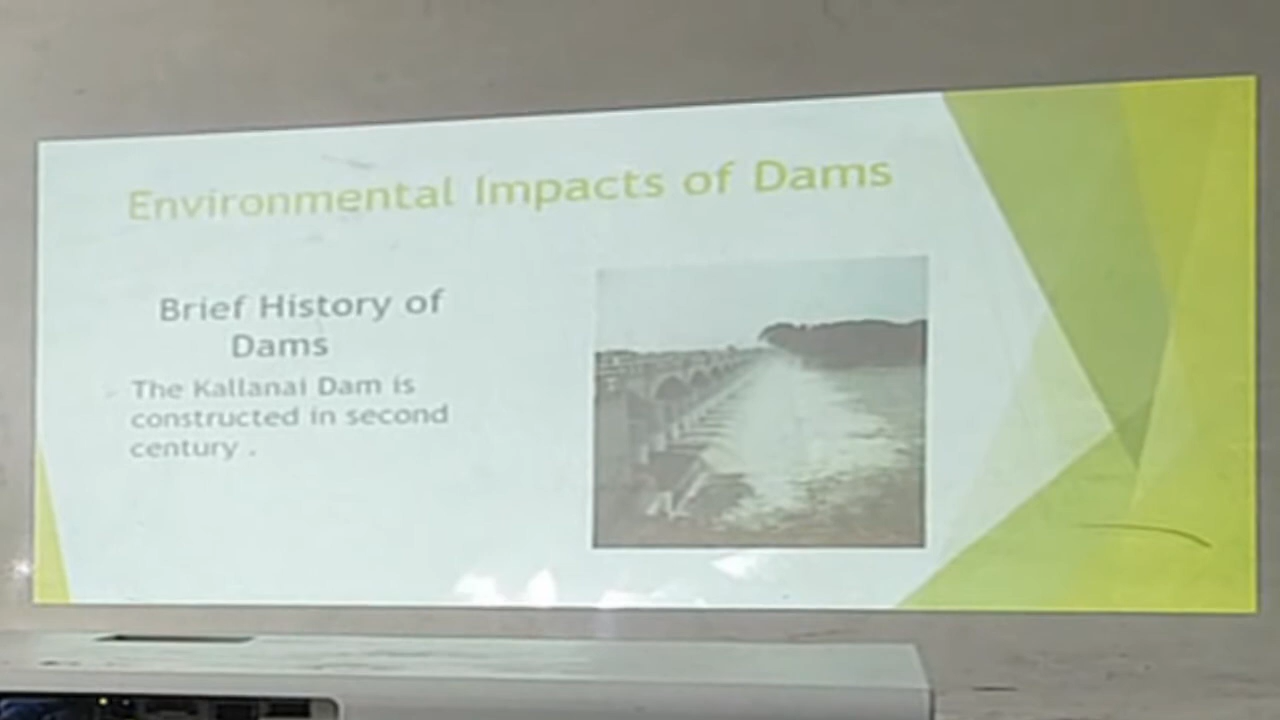 Environmental Impacts of Dams
Brief History of
Dams
The Kallanai Dam is
constructed in second
century .